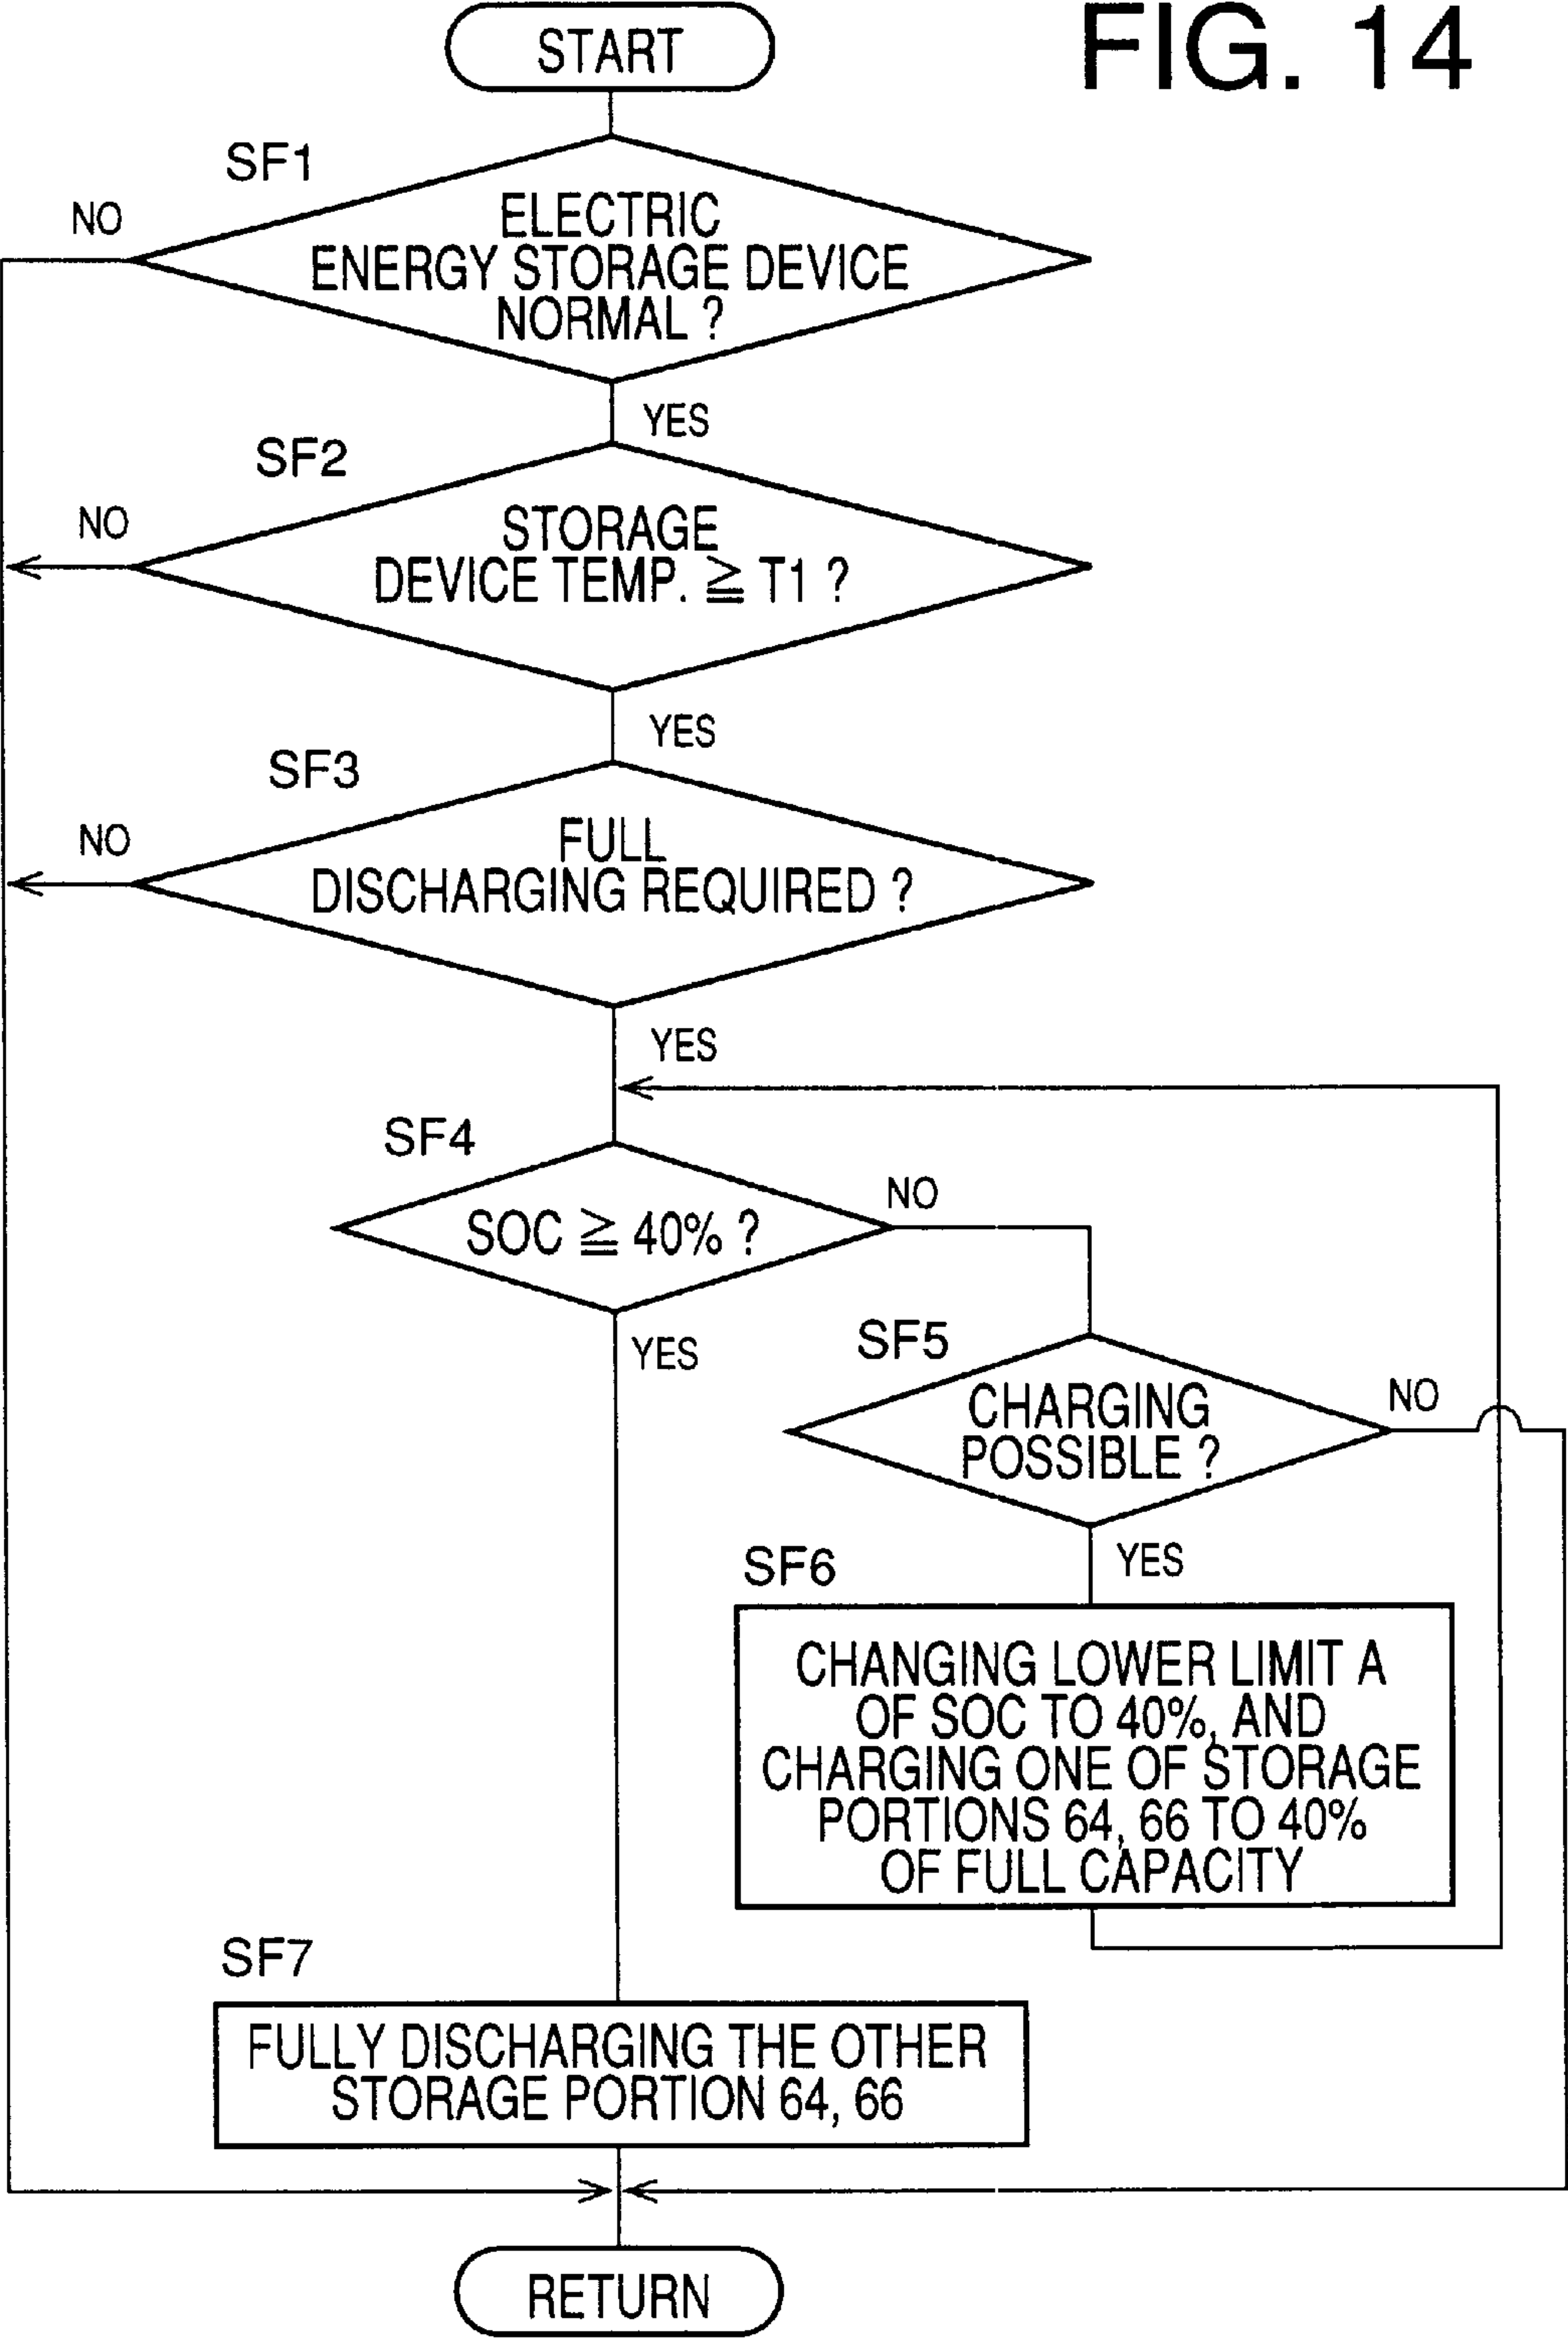 FIG. 14
START
SF1
NO
ELECTRIC
ENERGY STORAGE DEVICE
NORMAL ?
YES
SF2
NO
STORAGE
DEVICE TEMP. ≧ T1 ?
YES
SF3
NO
FULL
DISCHARGING REQUIRED ?
YES
SF4
NO
SOC ≧ 40% ?
YES
SF5
NO
CHARGING
POSSIBLE ?
YES
SF6
CHANGING LOWER LIMIT A
OF SOC TO 40%, AND
CHARGING ONE OF STORAGE
PORTIONS 64, 66 TO 40%
OF FULL CAPACITY
SF7
FULLY DISCHARGING THE OTHER
STORAGE PORTION 64, 66
RETURN